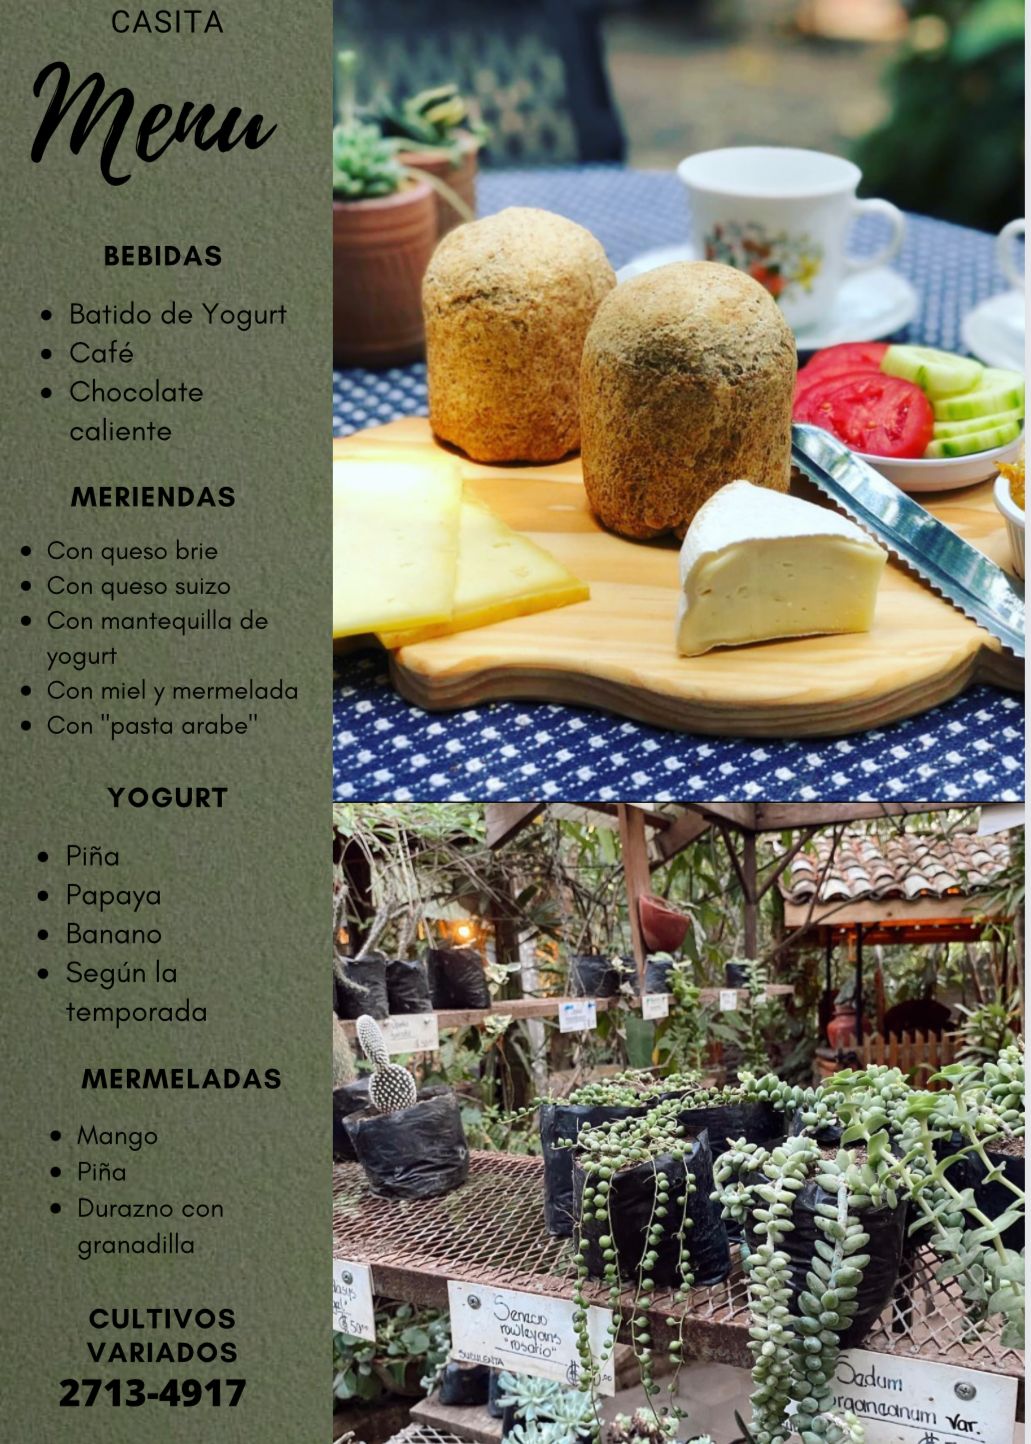 CASITA
Menu
BEBIDAS
• Batido de Yogurt
• Café
• Chocolate
caliente
MERIENDAS
• Con queso brie
• Con queso suizo
• Con mantequilla de
yogurt
• Con miel y mermelada
• Con "pasta arabe"
YOGURT
• Piña
• Papaya
• Banano
• Según la
temporada
MERMELADAS
• Mango
• Piña
• Durazno con
granadilla
CULTIVOS
VARIADOS
2713-4917
Senecio
rowleyans
"rosario"
SUCULENTA
Sedum
var.